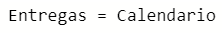 Entregas = Calendario